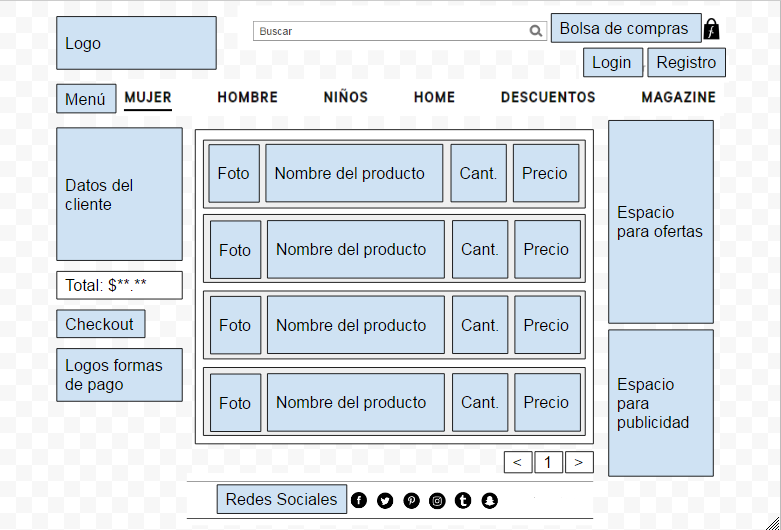 Logo
Buscar
Bolsa de compras
Login
Registro
Menú
MUJER
HOMBRE
NIÑOS
HOME
DESCUENTOS
MAGAZINE
Datos del
cliente
Total: $**.**
Checkout
Logos formas
de pago
Foto
Nombre del producto
Cant.
Precio
Foto
Nombre del producto
Cant.
Precio
Foto
Nombre del producto
Cant.
Precio
Foto
Nombre del producto
Cant.
Precio
< 1 >
Espacio
para ofertas
Espacio
para
publicidad
Redes Sociales